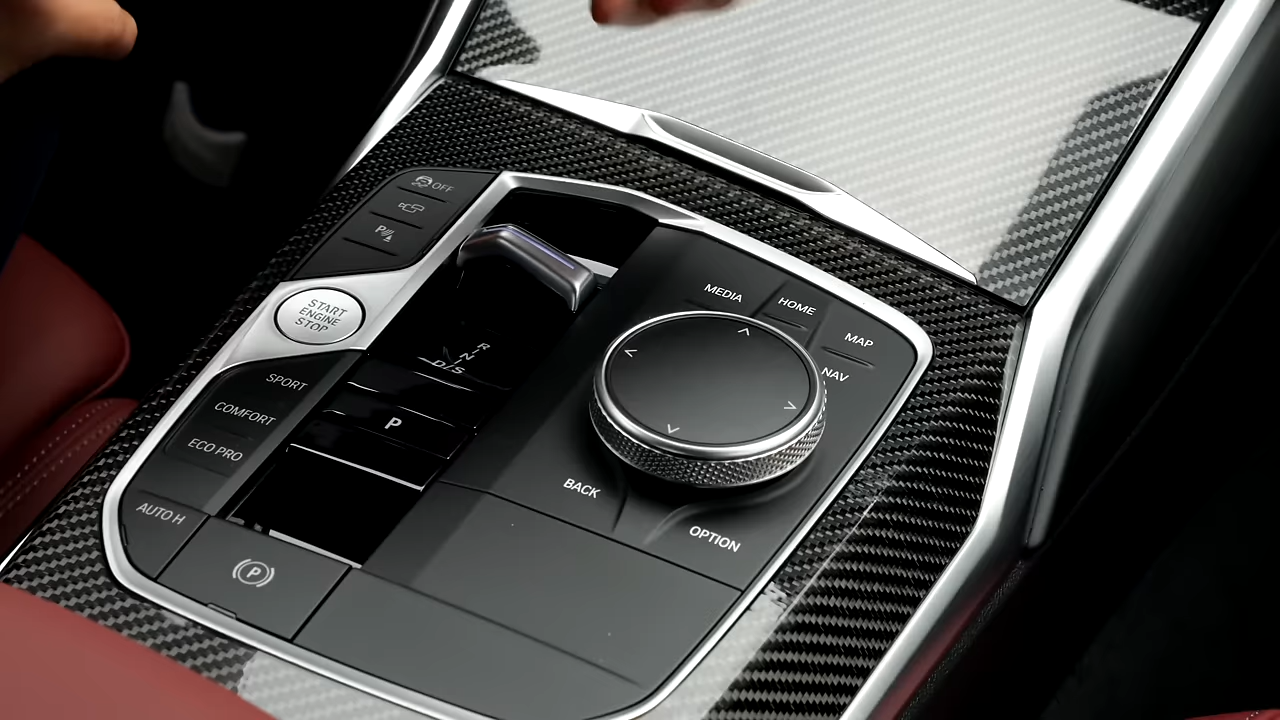 OFF
P
START
ENGINE
STOP
MEDIA
HOME
MAP
NAV
R
N
D/S
P
SPORT
COMFORT
ECO PRO
AUTO H
P
BACK
OPTION